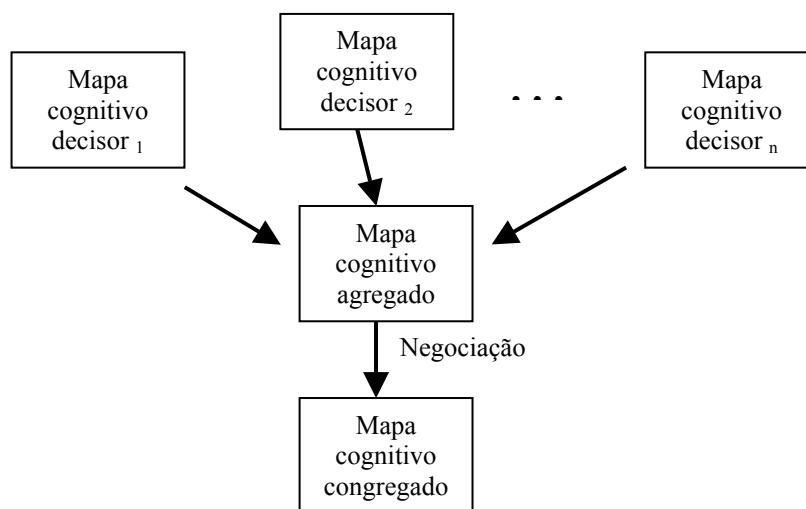 Mapa
cognitivo
decisor 1
Mapa
cognitivo
decisor 2
. . .
Mapa
cognitivo
decisor n
Mapa
cognitivo
agregado
Negociação
Mapa
cognitivo
congregado